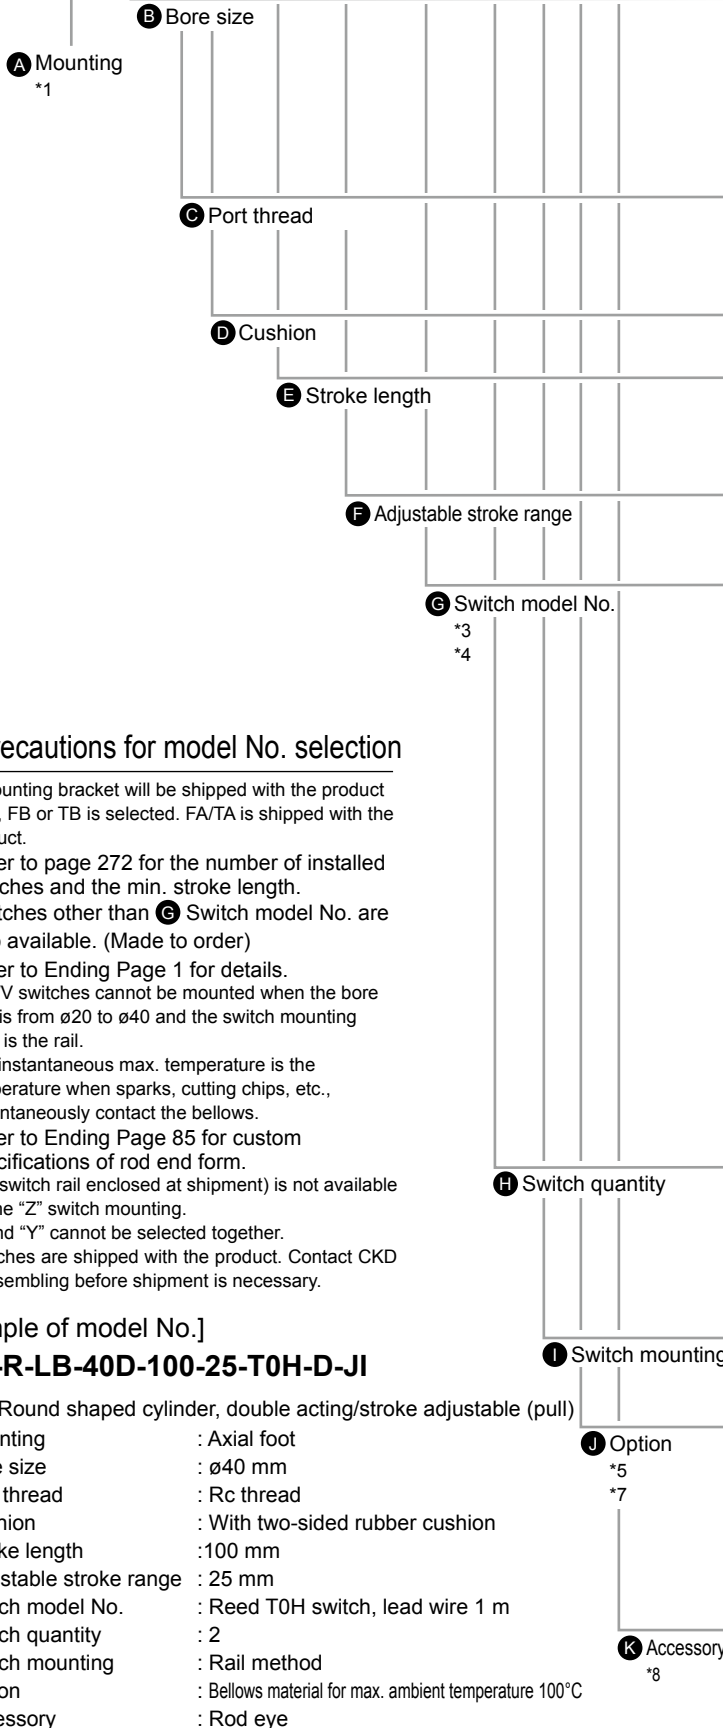 B Bore size
A Mounting
*1
C Port thread
D Cushion
E Stroke length
F Adjustable stroke range
G Switch model No.
*3
*4
recautions for model No. selection
ounting bracket will be shipped with the product
, FB or TB is selected. FA/TA is shipped with the
uct.
er to page 272 for the number of installed
ches and the min. stroke length.
tches other than G Switch model No. are
available. (Made to order)
er to Ending Page 1 for details.
V switches cannot be mounted when the bore
is from ø20 to ø40 and the switch mounting
is the rail.
instantaneous max. temperature is the
perature when sparks, cutting chips, etc.,
ntaneously contact the bellows.
er to Ending Page 85 for custom
cifications of rod end form.
switch rail enclosed at shipment) is not available
ne “Z” switch mounting.
nd “Y” cannot be selected together.
ches are shipped with the product. Contact CKD
sembling before shipment is necessary.
H Switch quantity
nple of model No.]
-R-LB-40D-100-25-T0H-D-JI
I Switch mounting
Round shaped cylinder, double acting/stroke adjustable (pull)
nting : Axial foot
e size : ø40 mm
thread : Rc thread
hion : With two-sided rubber cushion
ke length :100 mm
stable stroke range : 25 mm
ch model No. : Reed T0H switch, lead wire 1 m
ch quantity : 2
ch mounting : Rail method
on : Bellows material for max. ambient temperature 100°C
essory : Rod eye
J Option
*5
*7
K Accessory
*8